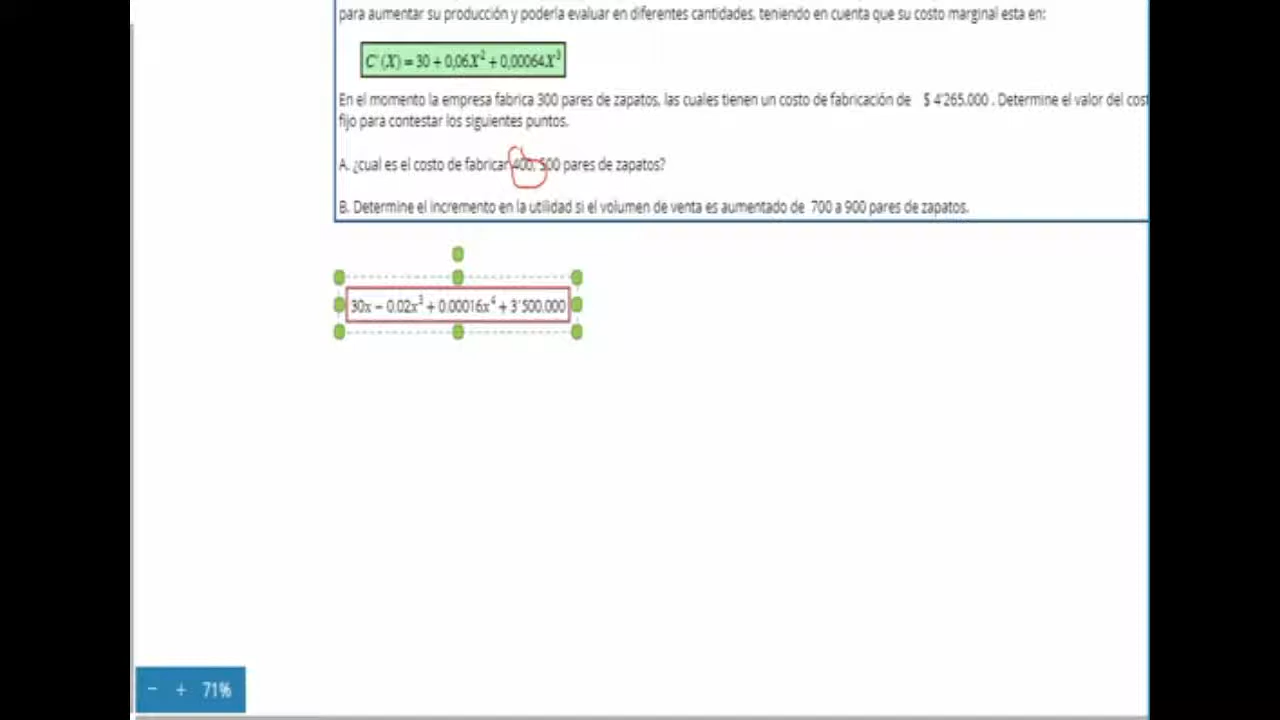 para aumentar su producción y poderla evaluar en diferentes cantidades, teniendo en cuenta que su costo marginal esta en:
C'(X) = 30 + 0,06X² + 0,00064X³
En el momento la empresa fabrica 300 pares de zapatos, las cuales tienen un costo de fabricación de $ 4'265.000 . Determine el valor del cost
fijo para contestar los siguientes puntos.
A. ¿cual es el costo de fabricar 400, 500 pares de zapatos?
B. Determine el incremento en la utilidad si el volumen de venta es aumentado de 700 a 900 pares de zapatos.
30x − 0.02x³ + 0.00016x⁴ + 3'500.000
− + 71%